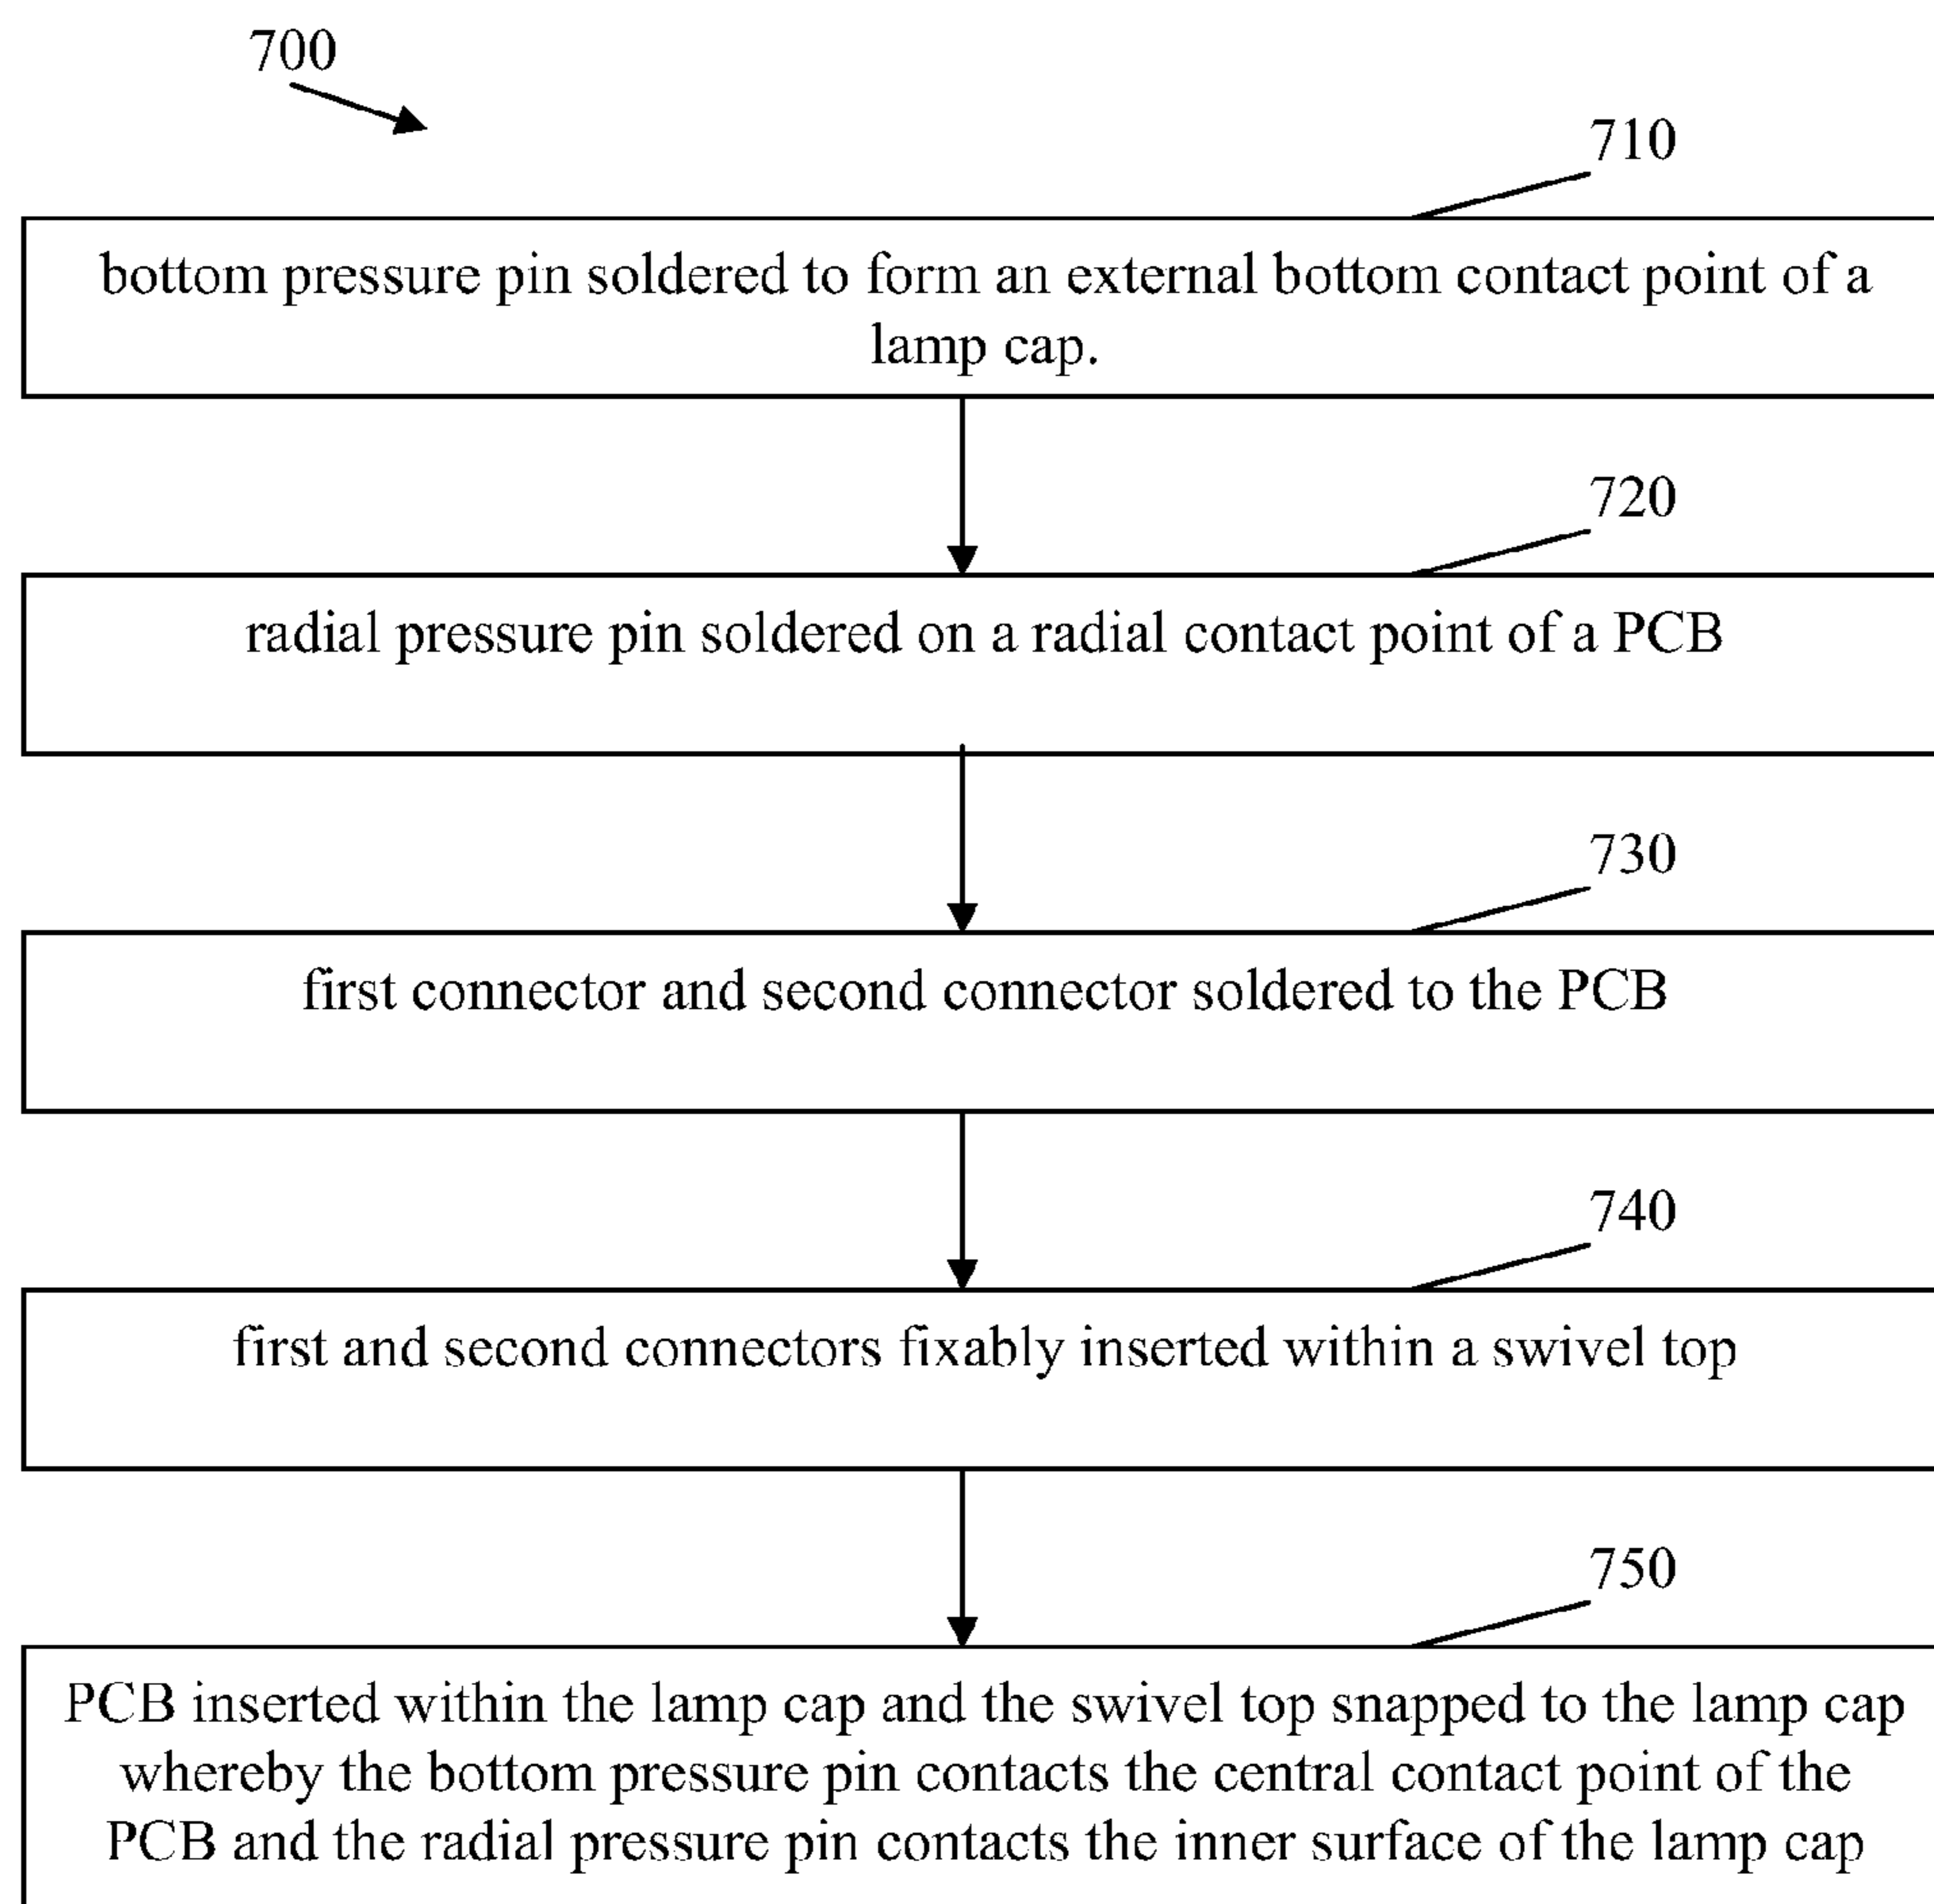 700
710
bottom pressure pin soldered to form an external bottom contact point of a
lamp cap.
720
radial pressure pin soldered on a radial contact point of a PCB
730
first connector and second connector soldered to the PCB
740
first and second connectors fixably inserted within a swivel top
750
PCB inserted within the lamp cap and the swivel top snapped to the lamp cap
whereby the bottom pressure pin contacts the central contact point of the
PCB and the radial pressure pin contacts the inner surface of the lamp cap